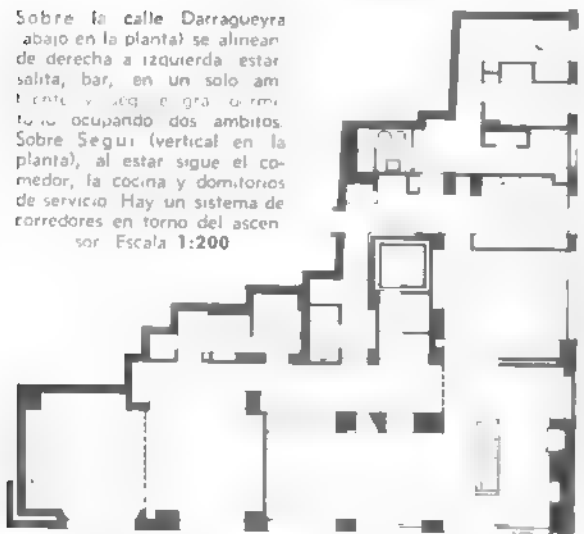 Sobre la calle Darragueyra
abajo en la planta) se alinean
de derecha a izquierda estar
salita, bar, en un solo am
y
ocupando dos ambitos
Sobre Segui (vertical en la
planta), al estar sigue el co-
medor, la cocina y domitorios
de servicio Hay un sistema de
corredores en torno del ascen
sor Escala 1:200